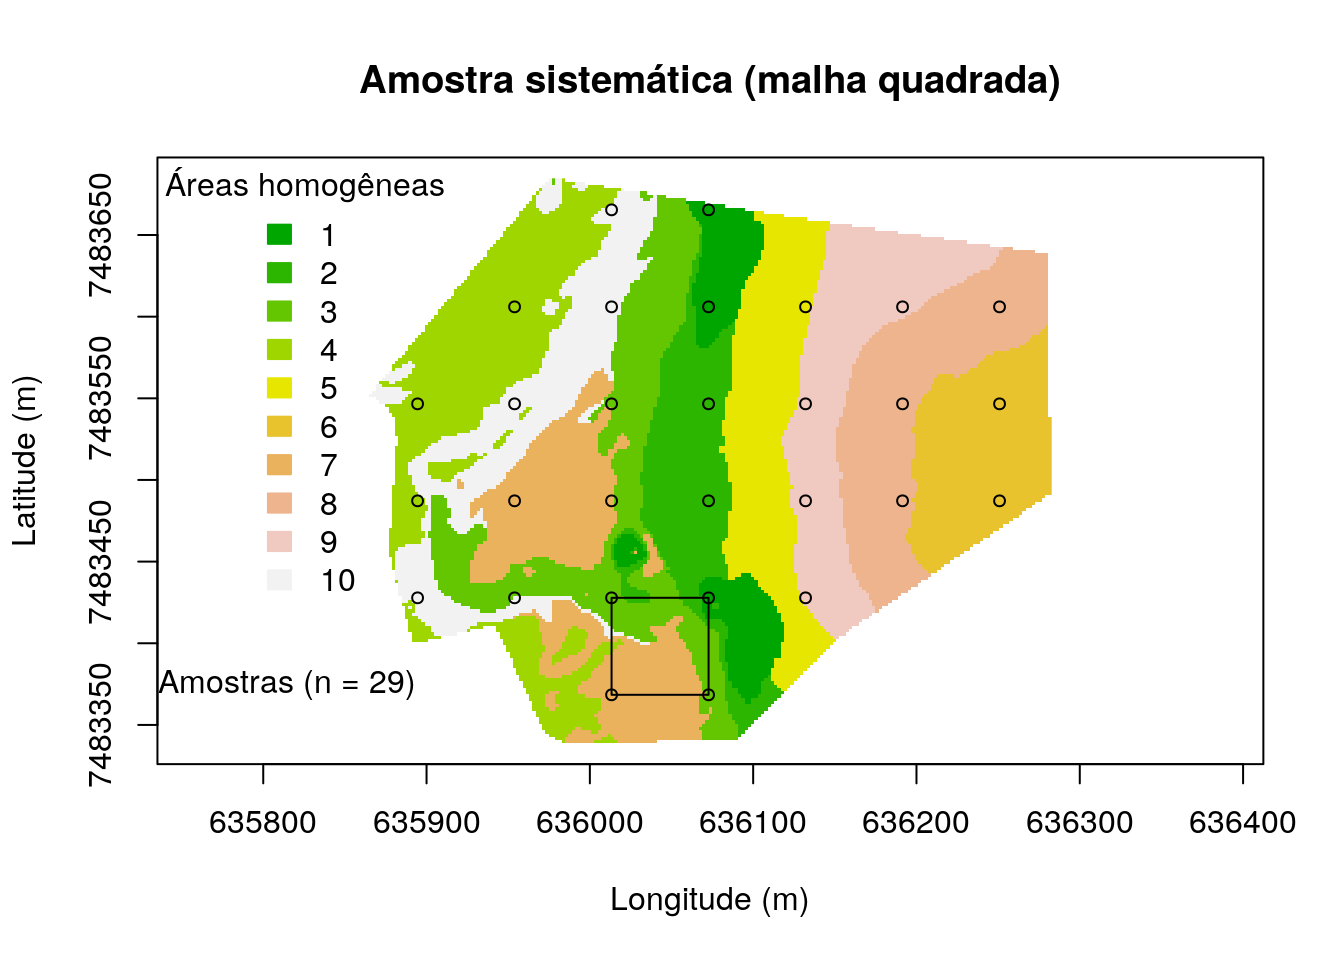 Amostra sistemática (malha quadrada)
Áreas homogêneas
1
2
3
4
5
6
7
8
9
10
Amostras (n = 29)
Latitude (m)
7483650
7483550
7483450
7483350
635800 635900 636000 636100 636200 636300 636400
Longitude (m)